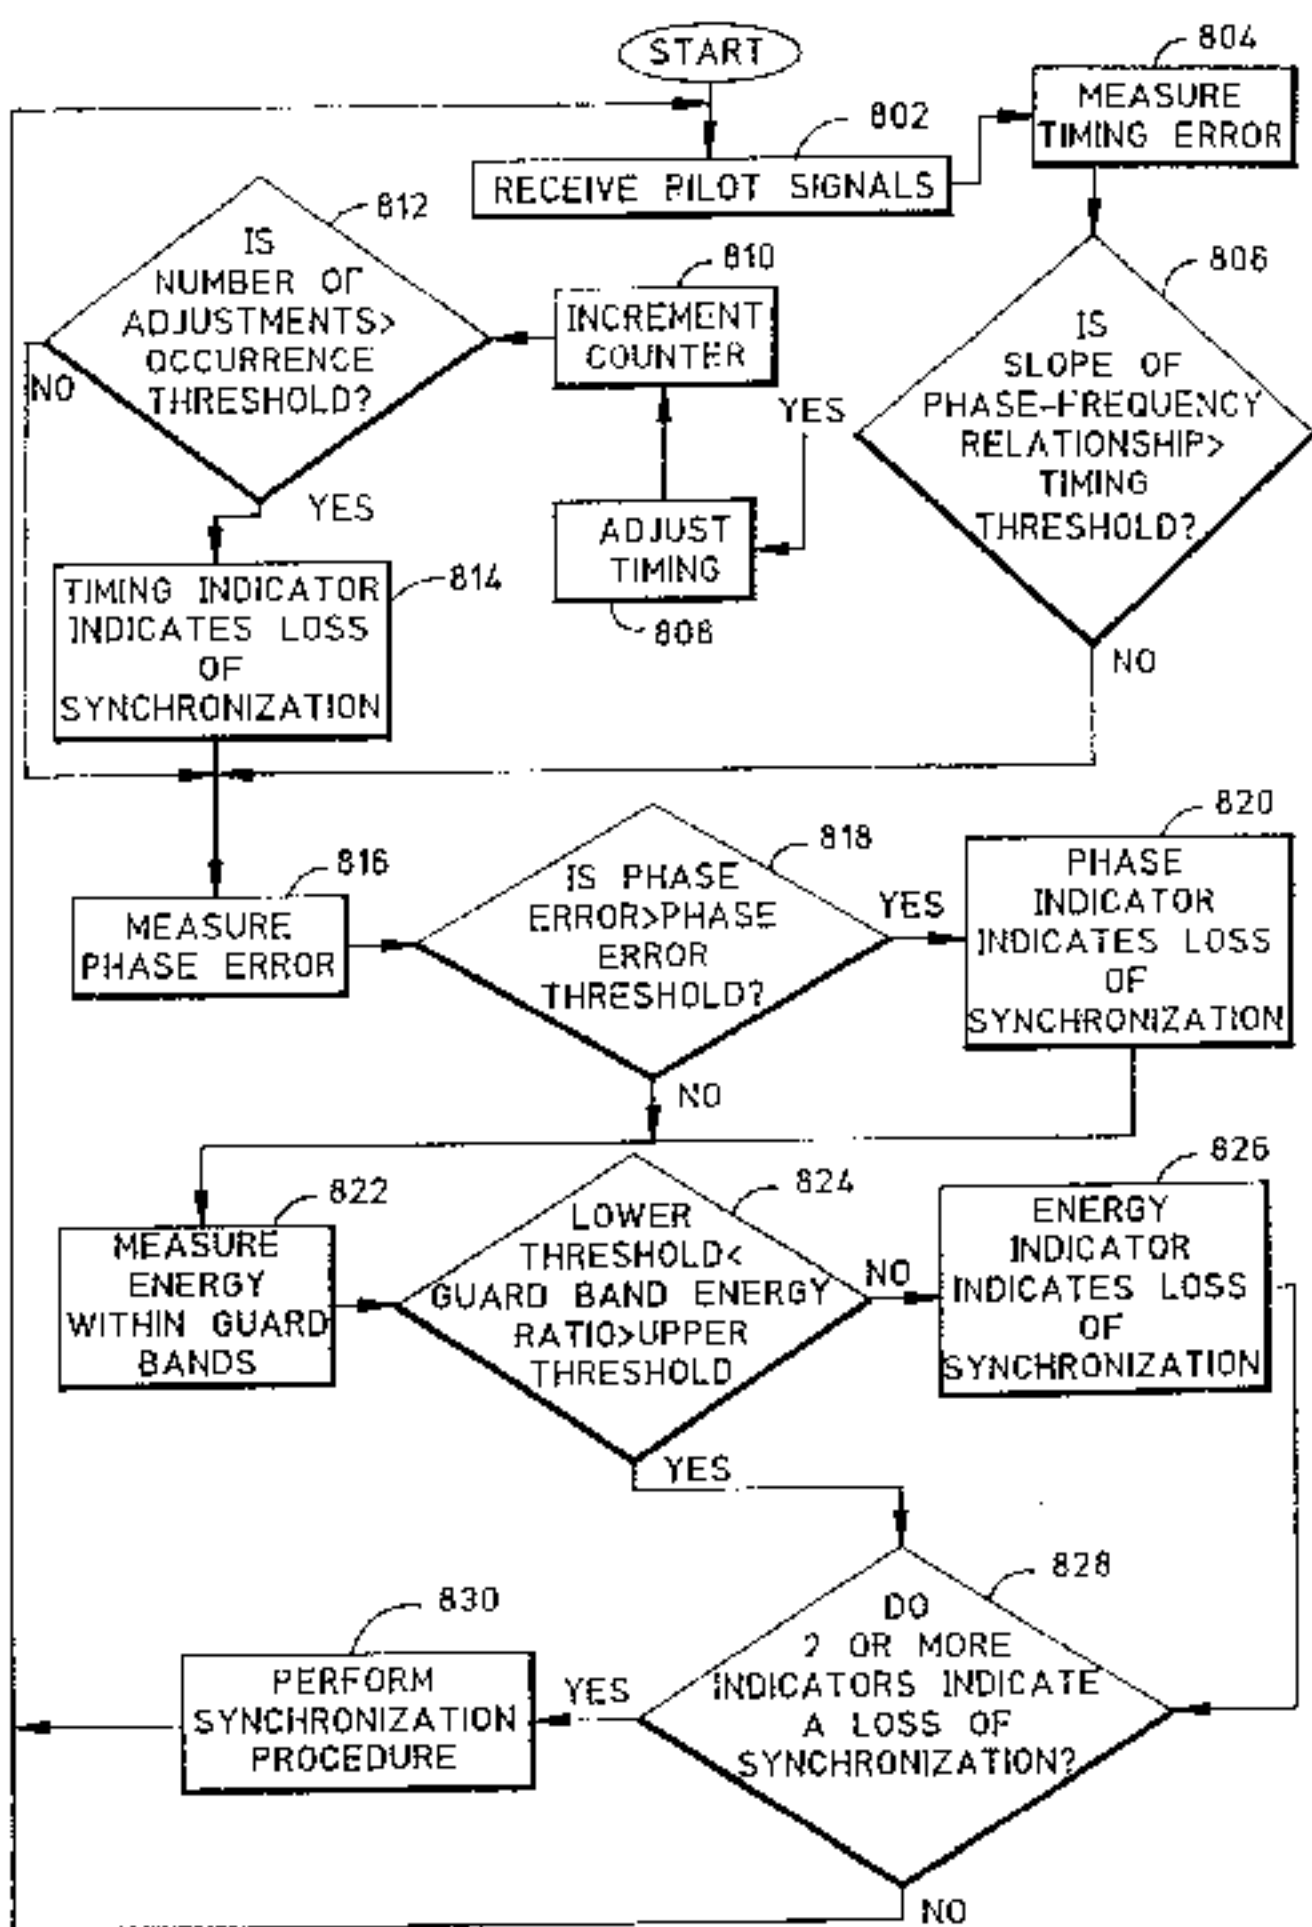 START
804
MEASURE
TIMING ERROR
802
RECEIVE PILOT SIGNALS
812
IS
NUMBER OF
ADJUSTMENTS>
OCCURRENCE
THRESHOLD?
NO
YES
810
INCREMENT
COUNTER
806
IS
SLOPE OF
PHASE-FREQUENCY
RELATIONSHIP>
TIMING
THRESHOLD?
YES
NO
ADJUST
TIMING
808
TIMING INDICATOR
INDICATES LOSS
OF
SYNCHRONIZATION
814
816
MEASURE
PHASE ERROR
818
IS PHASE
ERROR>PHASE
ERROR
THRESHOLD?
YES
NO
820
PHASE
INDICATOR
INDICATES LOSS
OF
SYNCHRONIZATION
822
MEASURE
ENERGY
WITHIN GUARD
BANDS
824
LOWER
THRESHOLD<
GUARD BAND ENERGY
RATIO>UPPER
THRESHOLD
NO
YES
826
ENERGY
INDICATOR
INDICATES LOSS
OF
SYNCHRONIZATION
828
DO
2 OR MORE
INDICATORS INDICATE
A LOSS OF
SYNCHRONIZATION?
YES
NO
830
PERFORM
SYNCHRONIZATION
PROCEDURE